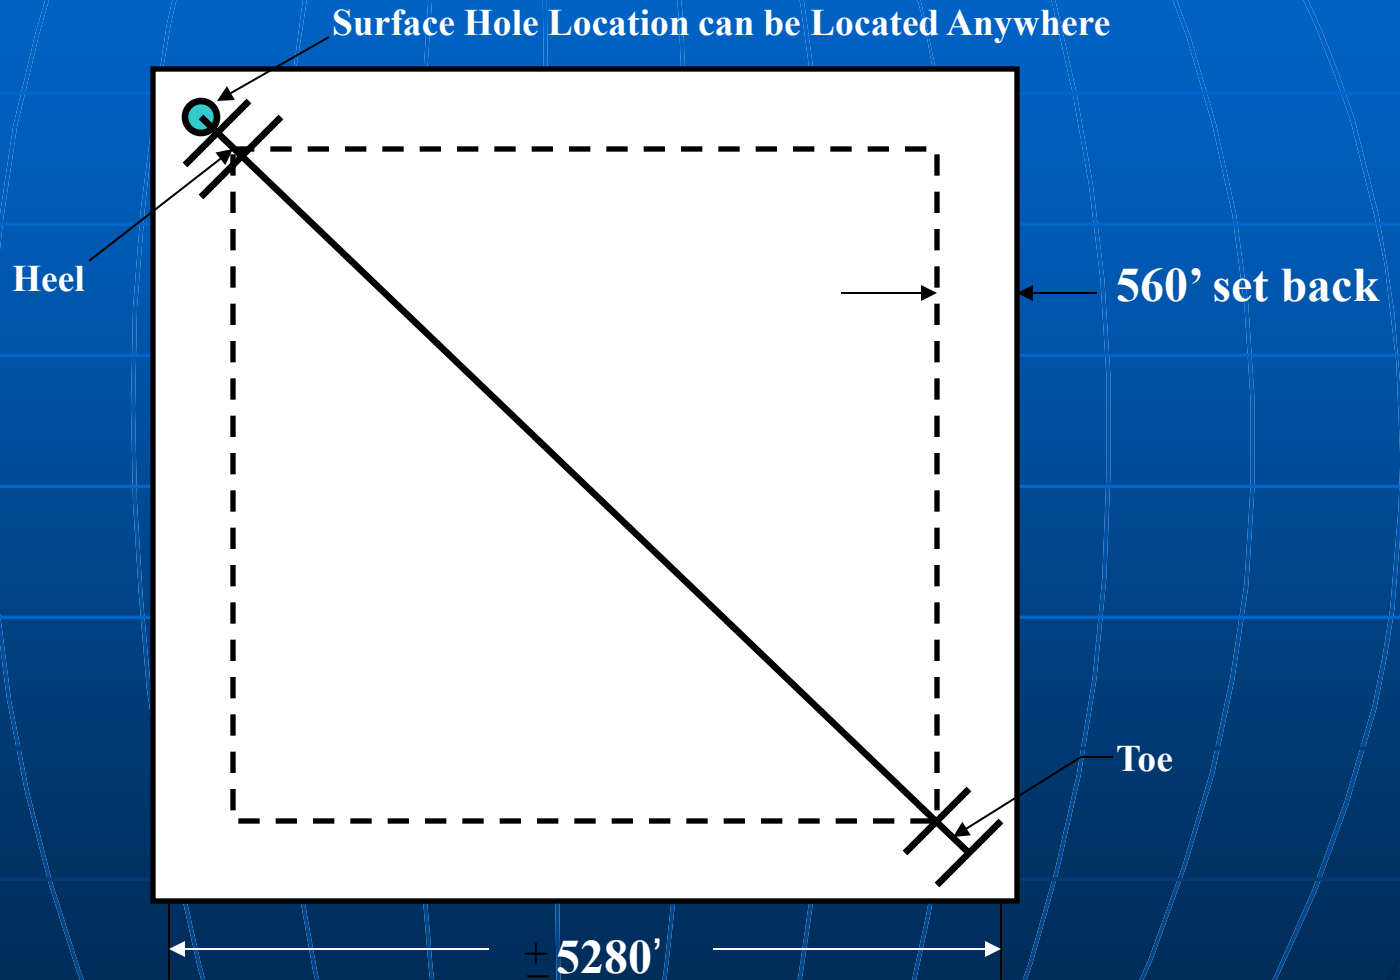 Surface Hole Location can be Located Anywhere
Heel
560’ set back
Toe
± 5280’